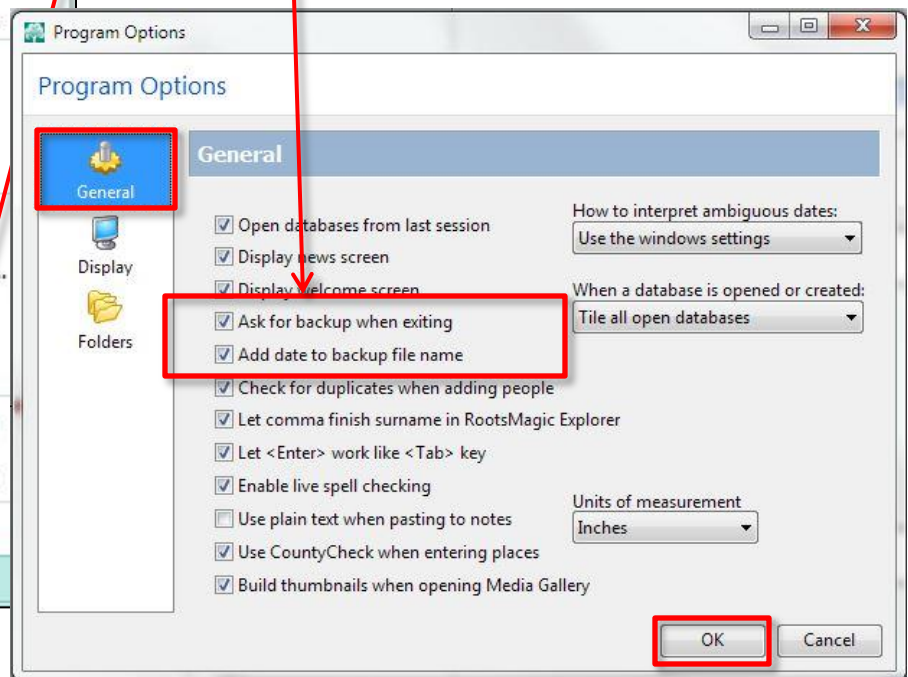 Program Options
Program Options
General
Display
Folders
General
Open databases from last session
Display news screen
Display welcome screen
Ask for backup when exiting
Add date to backup file name
Check for duplicates when adding people
Let comma finish surname in RootsMagic Explorer
Let <Enter> work like <Tab> key
Enable live spell checking
Use plain text when pasting to notes
Use CountyCheck when entering places
Build thumbnails when opening Media Gallery
How to interpret ambiguous dates:
Use the windows settings
When a database is opened or created:
Tile all open databases
Units of measurement
Inches
OK
Cancel